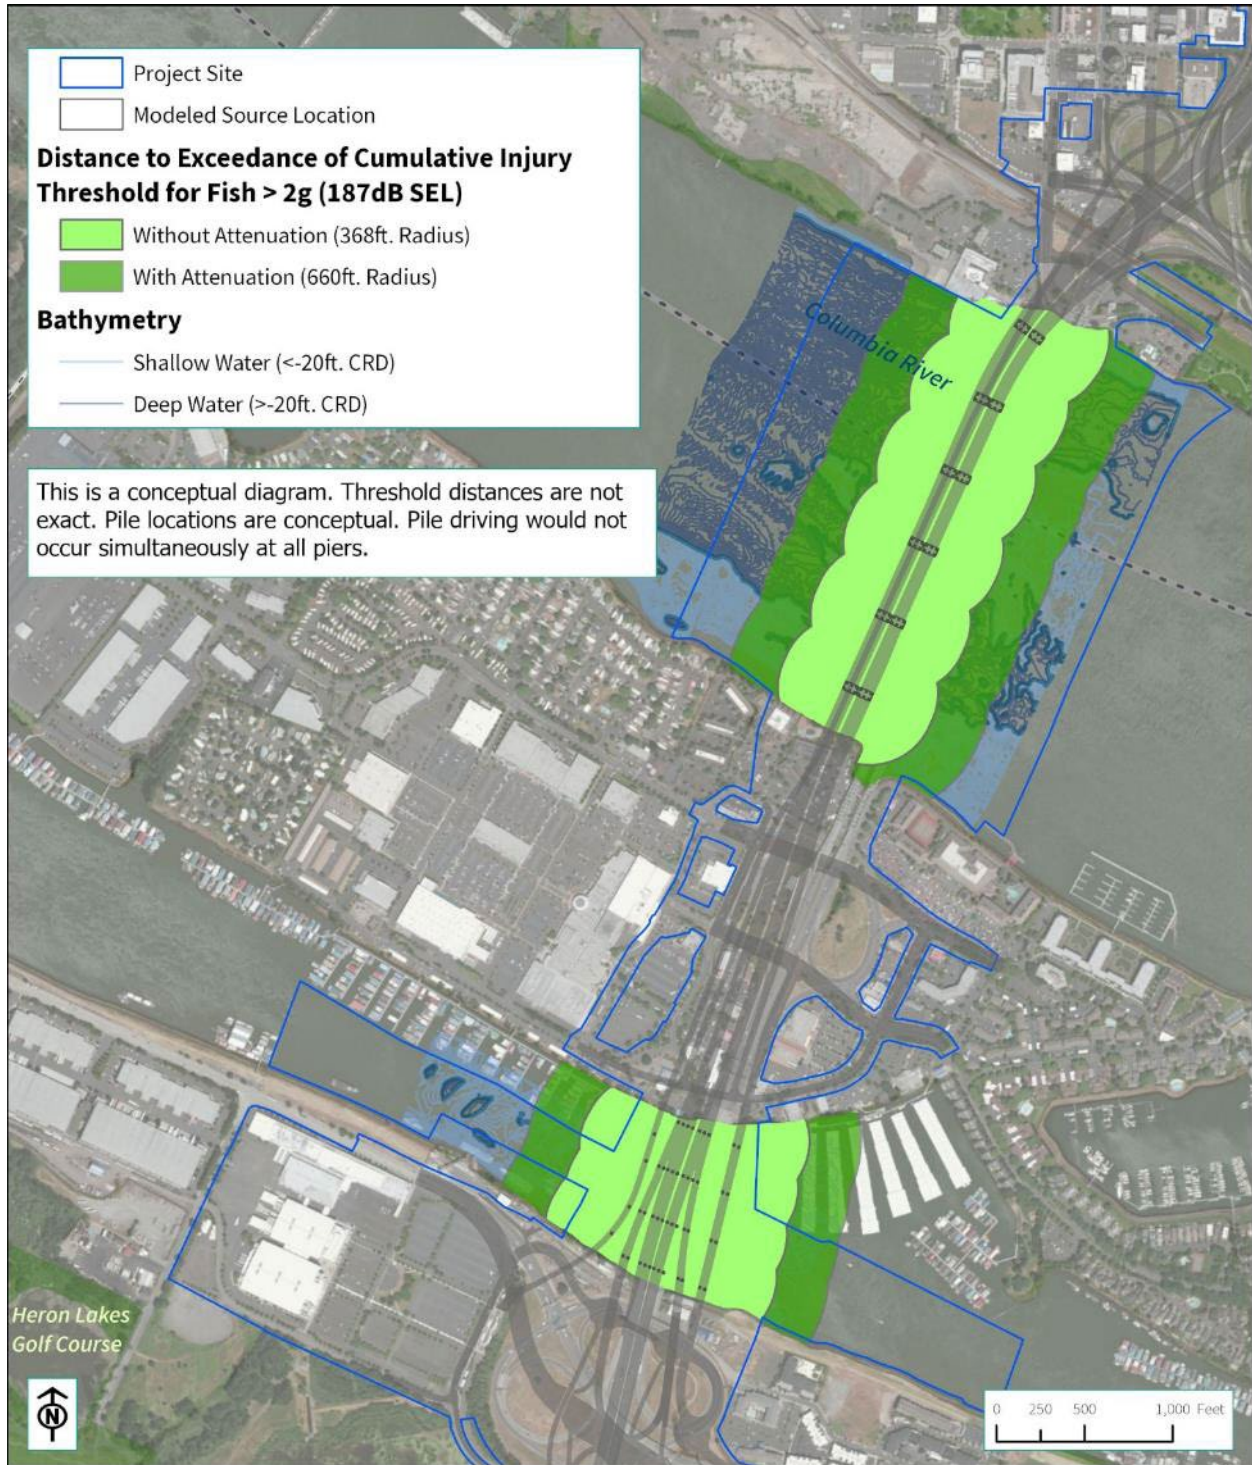 Project Site
Modeled Source Location
Distance to Exceedance of Cumulative Injury
Threshold for Fish > 2g (187dB SEL)
Without Attenuation (368ft. Radius)
With Attenuation (660ft. Radius)
Bathymetry
Shallow Water (<-20ft. CRD)
Deep Water (>-20ft. CRD)
This is a conceptual diagram. Threshold distances are not
exact. Pile locations are conceptual. Pile driving would not
occur simultaneously at all piers.
Columbia River
Heron Lakes
Golf Course
N
0 250 500 1,000 Feet